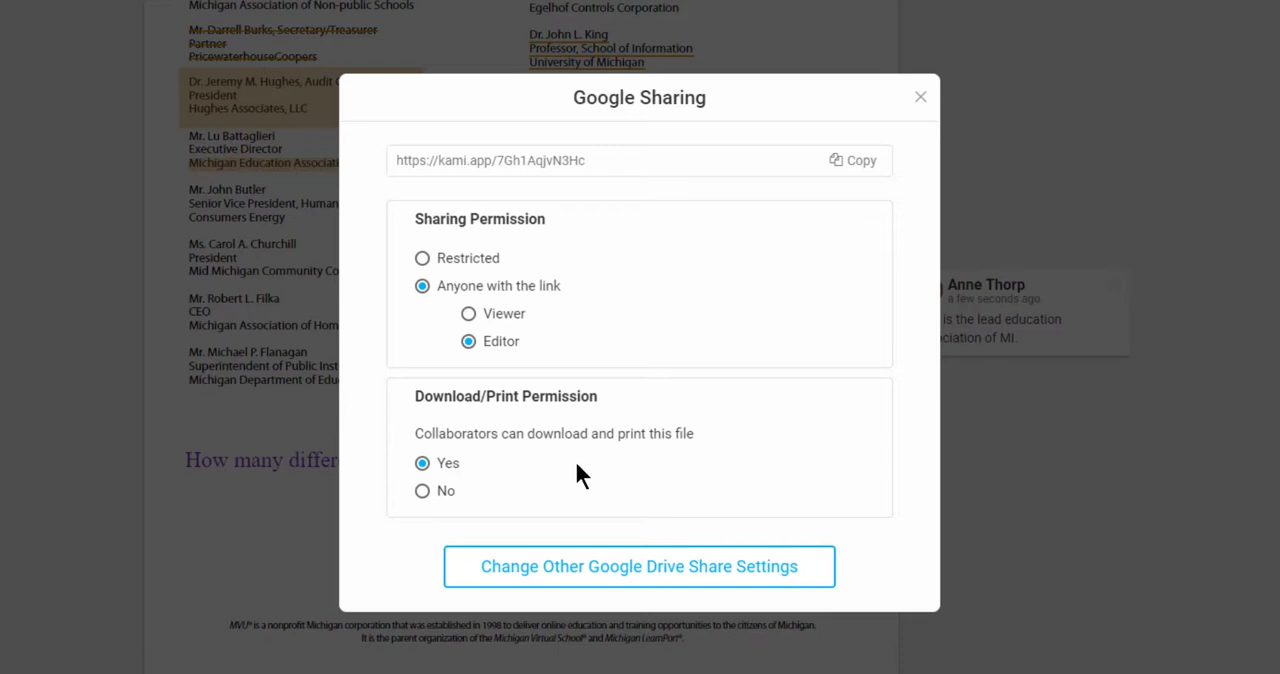 Michigan Association of Non-public Schools
Mr. Darrell Burks, Secretary/Treasurer
Partner
PricewaterhouseCoopers
Dr. Jeremy M. Hughes, Audit
President
Hughes Associates, LLC
Mr. Lu Battaglieri
Executive Director
Michigan Education Associati
Mr. John Butler
Senior Vice President, Human
Consumers Energy
Ms. Carol A. Churchill
President
Mid Michigan Community Co
Mr. Robert L. Filka
CEO
Michigan Association of Hom
Mr. Michael P. Flanagan
Superintendent of Public Inst
Michigan Department of Edu
How many differe
Egelhof Controls Corporation
Dr. John L. King
Professor, School of Information
University of Michigan
Google Sharing
https://kami.app/7Gh1AqjvN3Hc
Copy
Sharing Permission
Restricted
Anyone with the link
Viewer
Editor
Download/Print Permission
Collaborators can download and print this file
Yes
No
Change Other Google Drive Share Settings
Anne Thorp
a few seconds ago
is the lead education
ciation of MI.
MVU® is a nonprofit Michigan corporation that was established in 1998 to deliver online education and training opportunities to the citizens of Michigan.
It is the parent organization of the Michigan Virtual School® and Michigan LearnPort®.